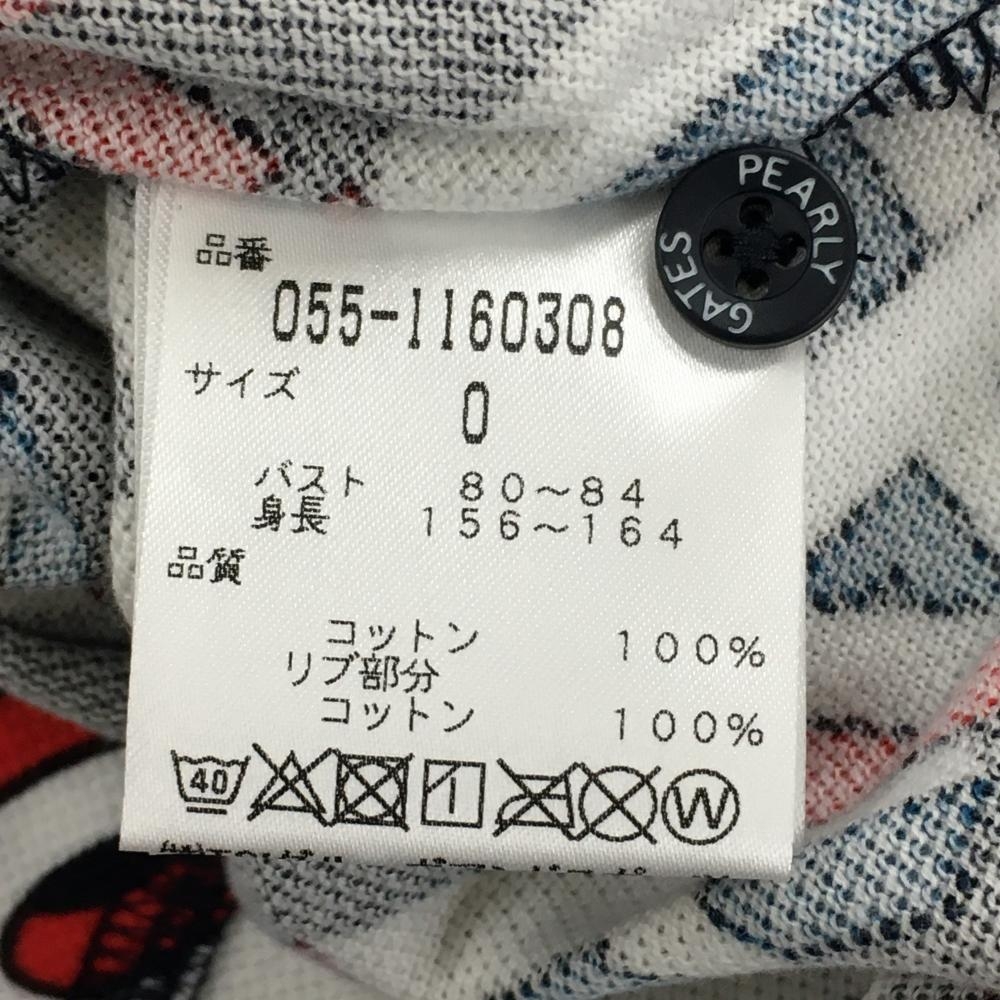 PEARLY GATES
品番
055-1160308
サイズ
0
バスト 80～84
身長 156～164
品質
コットン 100%
リブ部分
コットン 100%
40
W